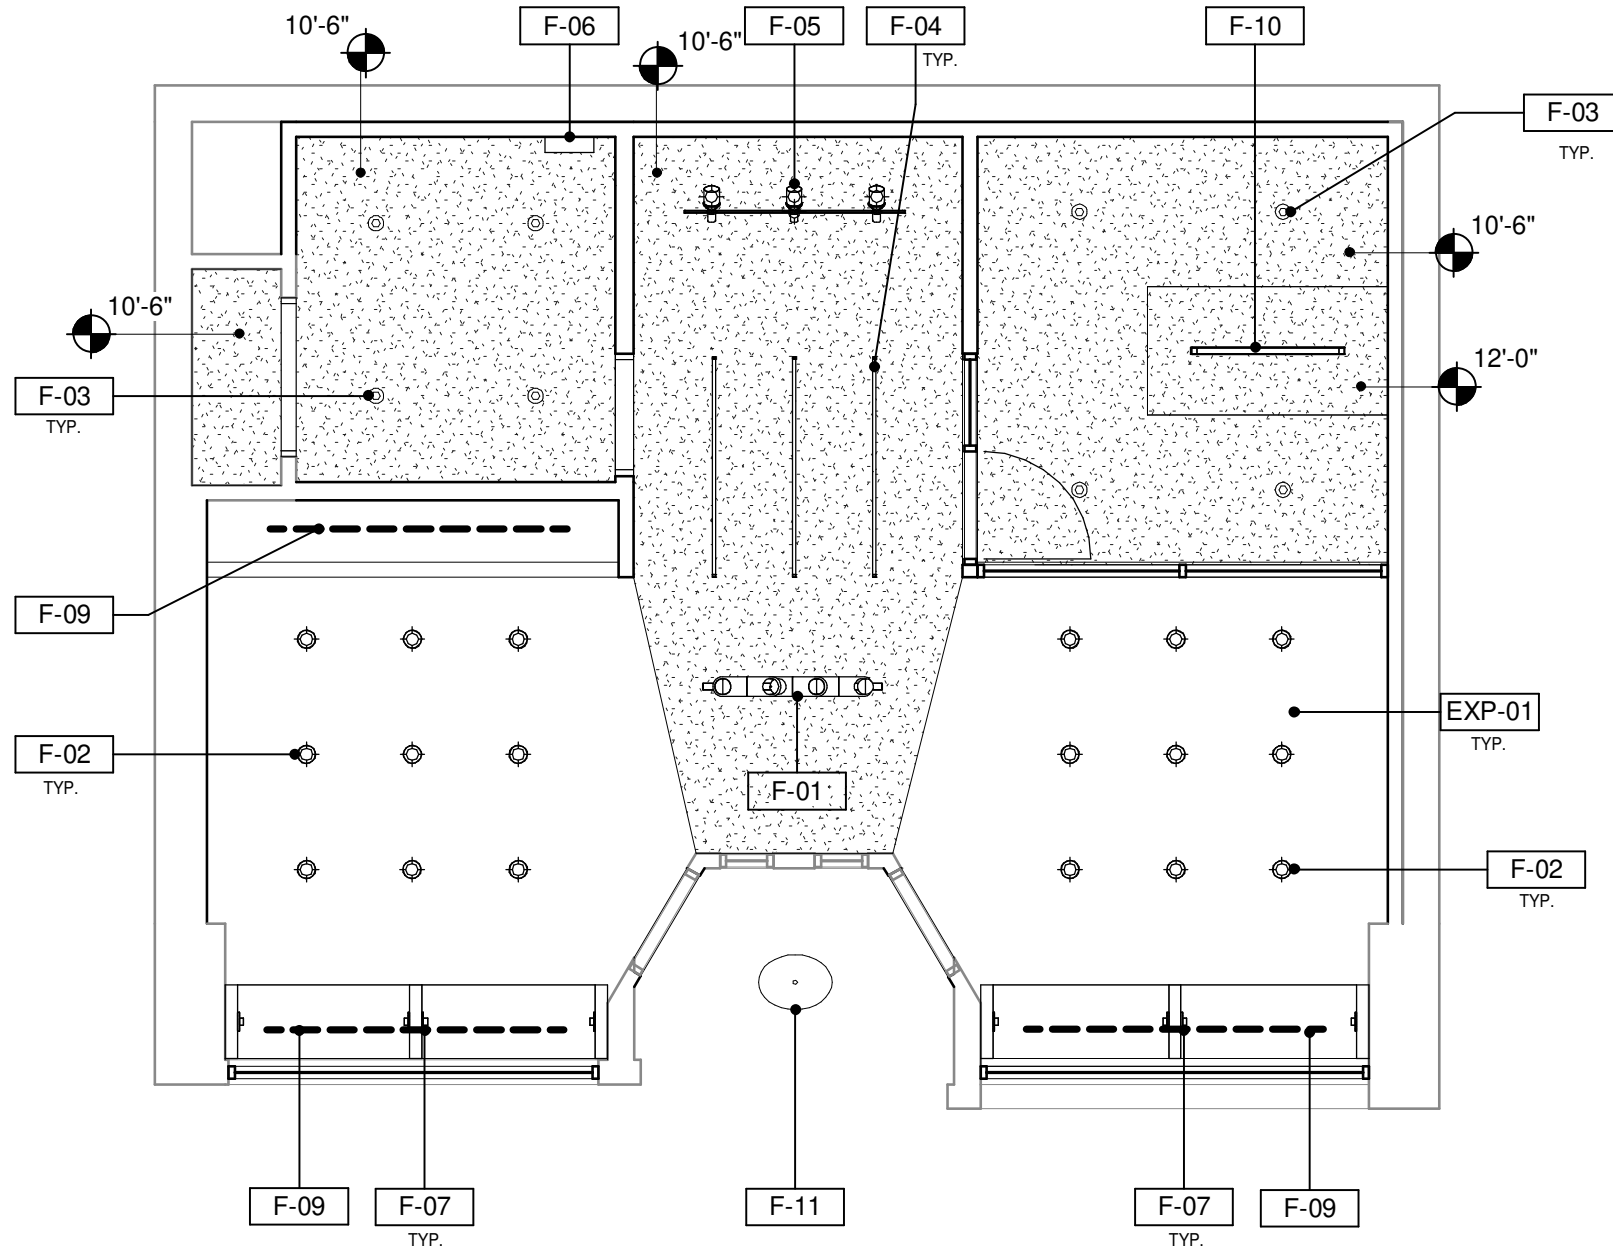 10'-6"
F-06
10'-6"
F-05
F-04
TYP.
F-10
F-03
TYP.
10'-6"
10'-6"
12'-0"
F-03
TYP.
F-09
EXP-01
TYP.
F-02
TYP.
F-01
F-02
TYP.
F-09
F-07
TYP.
F-11
F-07
TYP.
F-09